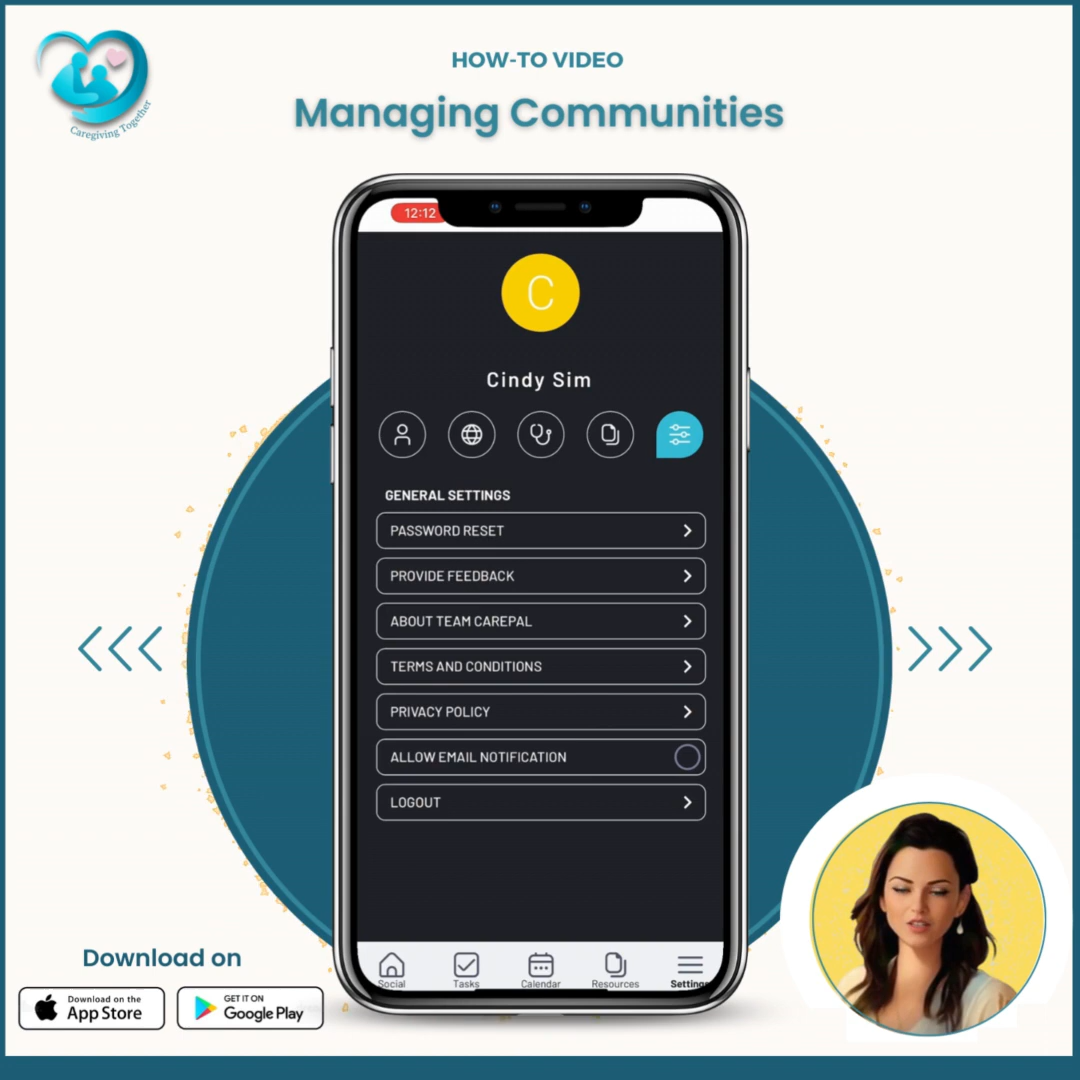 Caregiving Together
HOW-TO VIDEO
Managing Communities
12:12
C
Cindy Sim
GENERAL SETTINGS
PASSWORD RESET
PROVIDE FEEDBACK
ABOUT TEAM CAREPAL
TERMS AND CONDITIONS
PRIVACY POLICY
ALLOW EMAIL NOTIFICATION
LOGOUT
Social Tasks Calendar Resources Settings
Download on
Download on the
App Store
GET IT ON
Google Play